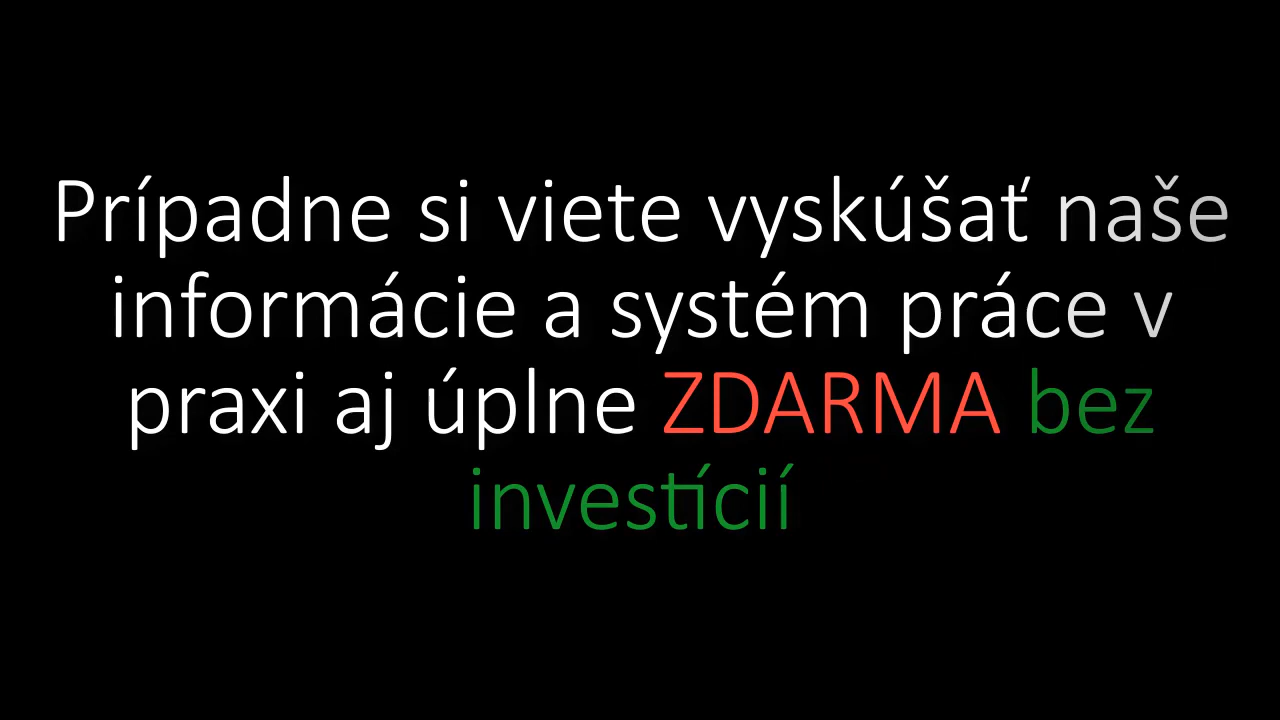 Prípadne si viete vyskúšať naše
informácie a systém práce v
praxi aj úplne ZDARMA bez
investícií